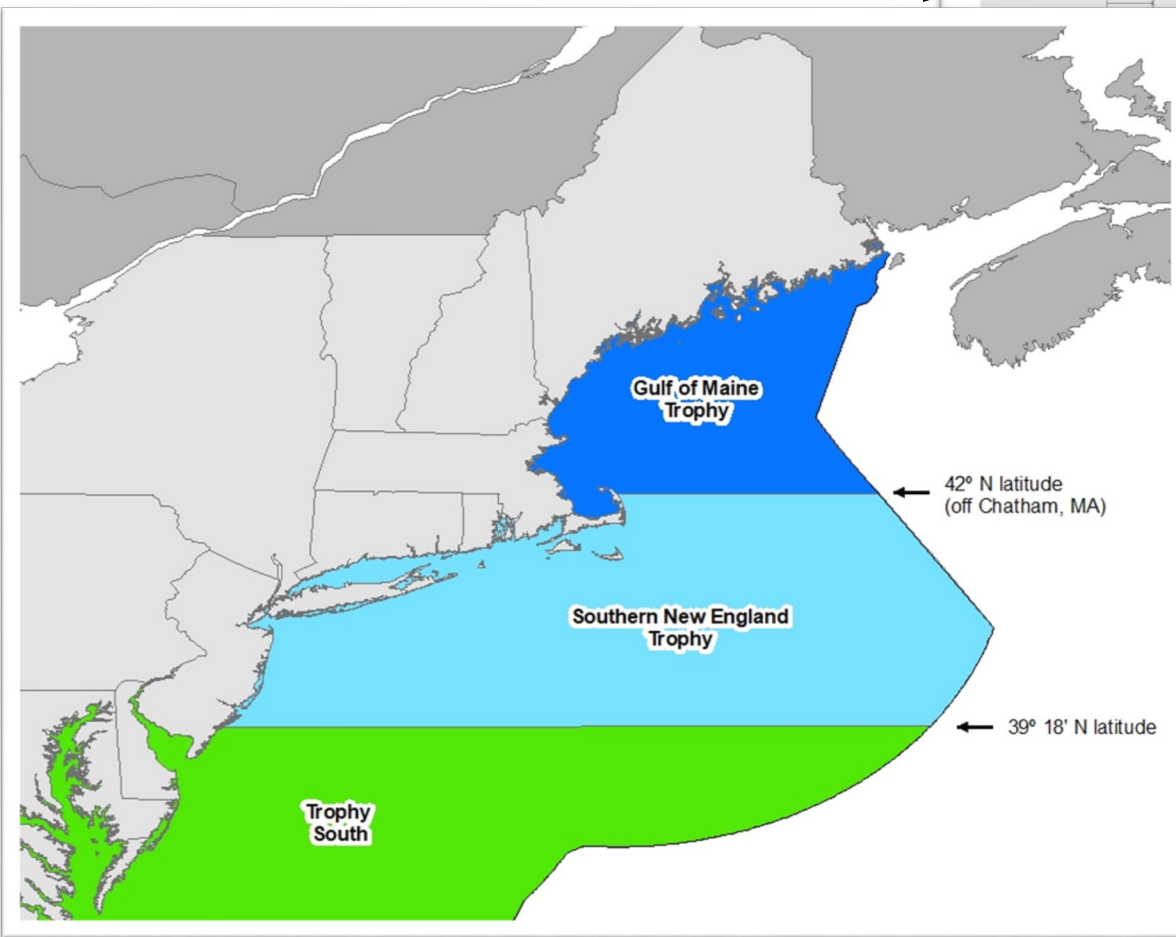 Gulf of Maine
Trophy
42º N latitude
(off Chatham, MA)
Southern New England
Trophy
39º 18' N latitude
Trophy
South